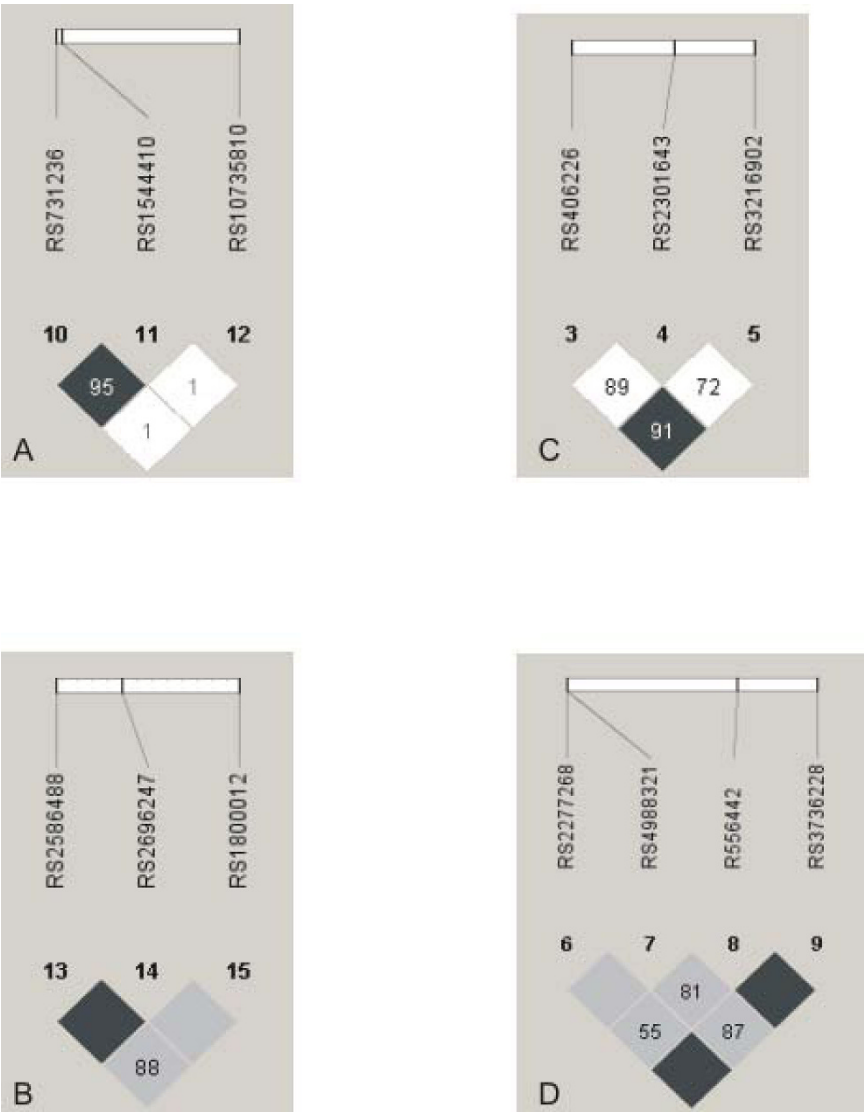 RS731236
RS1544410
RS10735810
10 11 12
95 1
1
A
RS406226
RS2301643
RS3216902
3 4 5
89 72
91
C
RS2586488
RS2696247
RS1800012
13 14 15
88
B
RS2277268
RS4988321
R556442
RS3736228
6 7 8 9
81
55 87
D